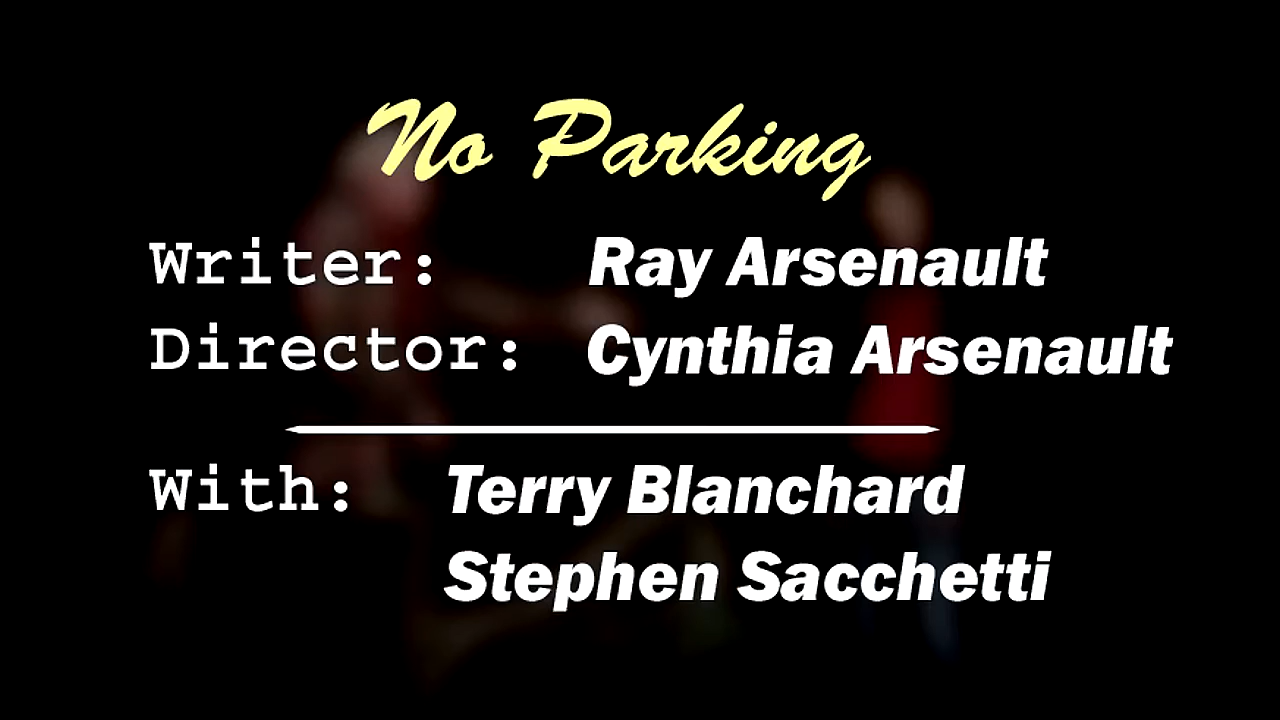 No Parking
Writer: Ray Arsenault
Director: Cynthia Arsenault
With: Terry Blanchard
Stephen Sacchetti